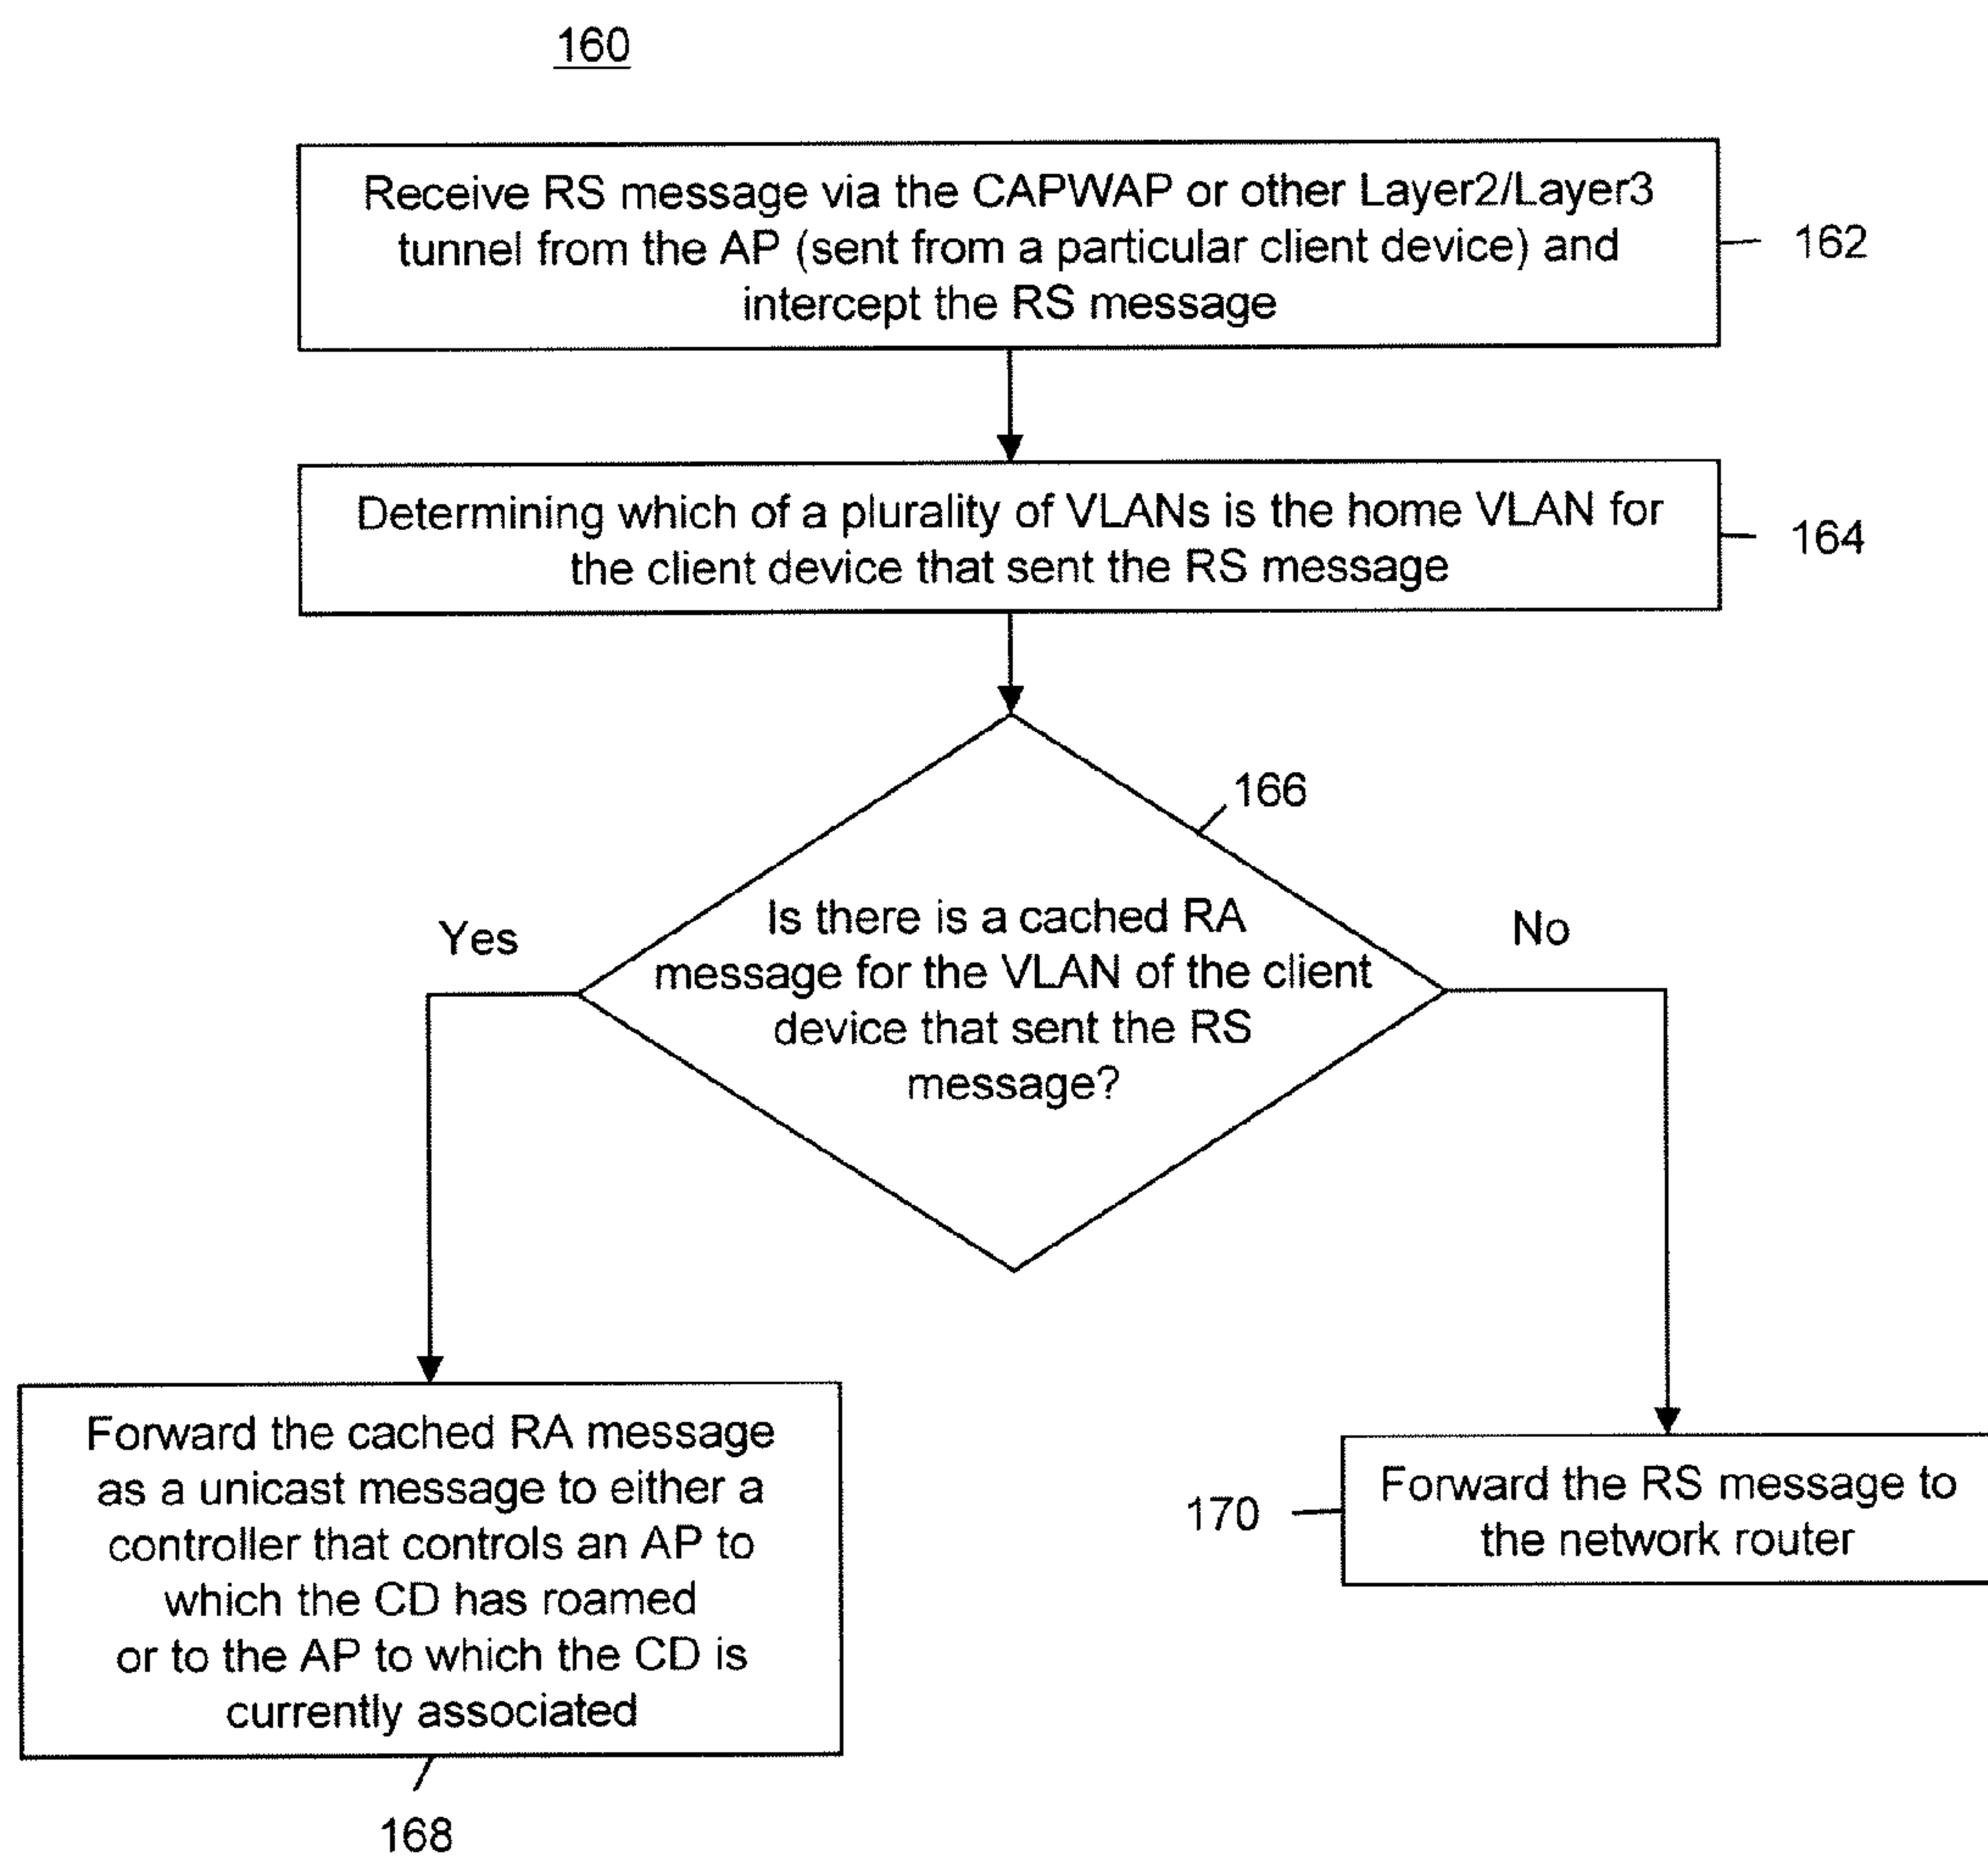 160
Receive RS message via the CAPWAP or other Layer2/Layer3
tunnel from the AP (sent from a particular client device) and
intercept the RS message
162
Determining which of a plurality of VLANs is the home VLAN for
the client device that sent the RS message
164
166
Is there is a cached RA
message for the VLAN of the client
device that sent the RS
message?
Yes
No
Forward the cached RA message
as a unicast message to either a
controller that controls an AP to
which the CD has roamed
or to the AP to which the CD is
currently associated
168
170
Forward the RS message to
the network router